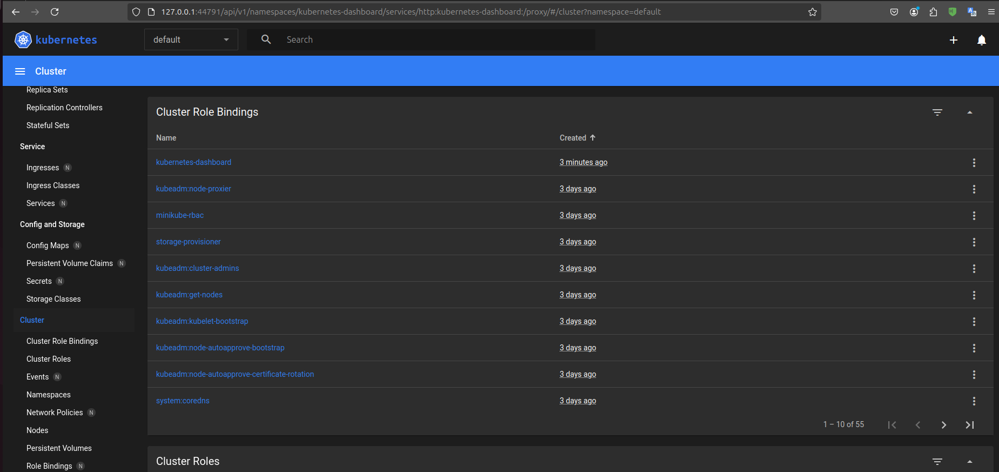 127.0.0.1:44791/api/v1/namespaces/kubernetes-dashboard/services/http:kubernetes-dashboard:/proxy/#/cluster?namespace=default
kubernetes
default
Search
Cluster
Replica Sets
Replication Controllers
Stateful Sets
Service
Ingresses N
Ingress Classes
Services N
Config and Storage
Config Maps N
Persistent Volume Claims N
Secrets N
Storage Classes
Cluster
Cluster Role Bindings
Cluster Roles
Events N
Namespaces
Network Policies N
Nodes
Persistent Volumes
Role Bindings N
Cluster Role Bindings
Name Created
kubernetes-dashboard 3 minutes ago
kubeadm:node-proxier 3 days ago
minikube-rbac 3 days ago
storage-provisioner 3 days ago
kubeadm:cluster-admins 3 days ago
kubeadm:get-nodes 3 days ago
kubeadm:kubelet-bootstrap 3 days ago
kubeadm:node-autoapprove-bootstrap 3 days ago
kubeadm:node-autoapprove-certificate-rotation 3 days ago
system:coredns 3 days ago
1 – 10 of 55
Cluster Roles